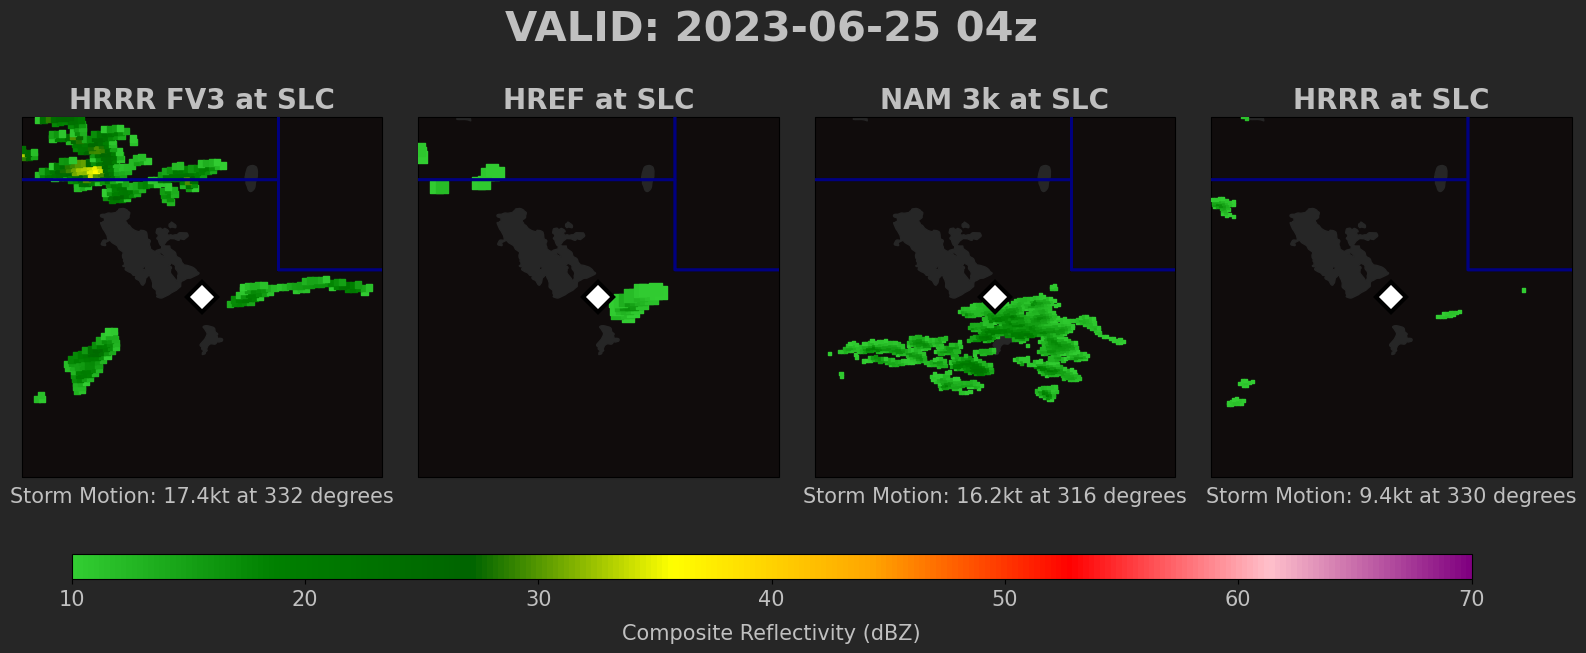 VALID: 2023-06-25 04z
HRRR FV3 at SLC
HREF at SLC
NAM 3k at SLC
HRRR at SLC
Storm Motion: 17.4kt at 332 degrees
Storm Motion: 16.2kt at 316 degrees
Storm Motion: 9.4kt at 330 degrees
10 20 30 40 50 60 70
Composite Reflectivity (dBZ)